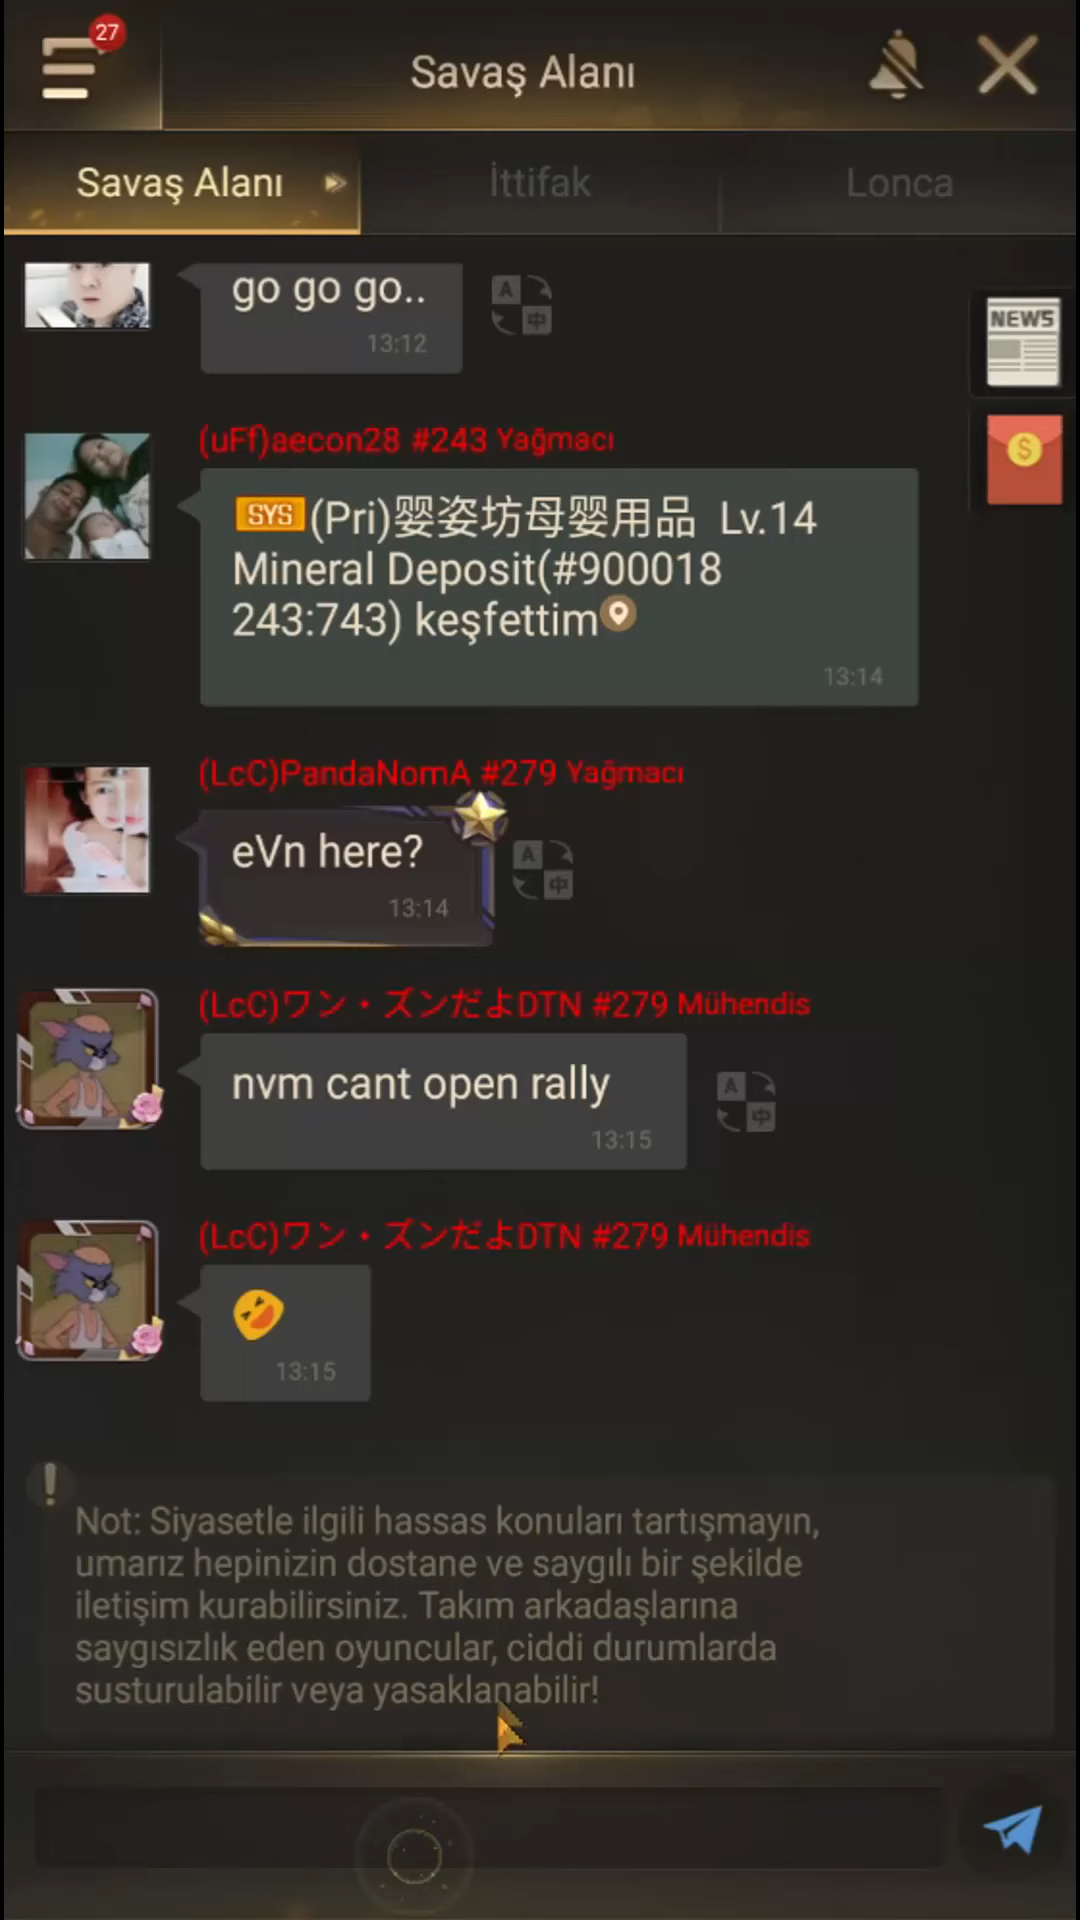 27
Savaş Alanı
Savaş Alanı
İttifak
Lonca
go go go..
A
中
13:12
NEWS
$
(uFf)aecon28 #243 Yağmacı
SYS (Pri)婴姿坊母婴用品 Lv.14
Mineral Deposit(#900018
243:743) keşfettim
13:14
(LcC)PandaNomA #279 Yağmacı
eVn here?
A
中
13:14
(LcC)ワン・ズンだよDTN #279 Mühendis
nvm cant open rally
A
中
13:15
(LcC)ワン・ズンだよDTN #279 Mühendis
13:15
Not: Siyasetle ilgili hassas konuları tartışmayın,
umarız hepinizin dostane ve saygılı bir şekilde
iletişim kurabilirsiniz. Takım arkadaşlarına
saygısızlık eden oyuncular, ciddi durumlarda
susturulabilir veya yasaklanabilir!